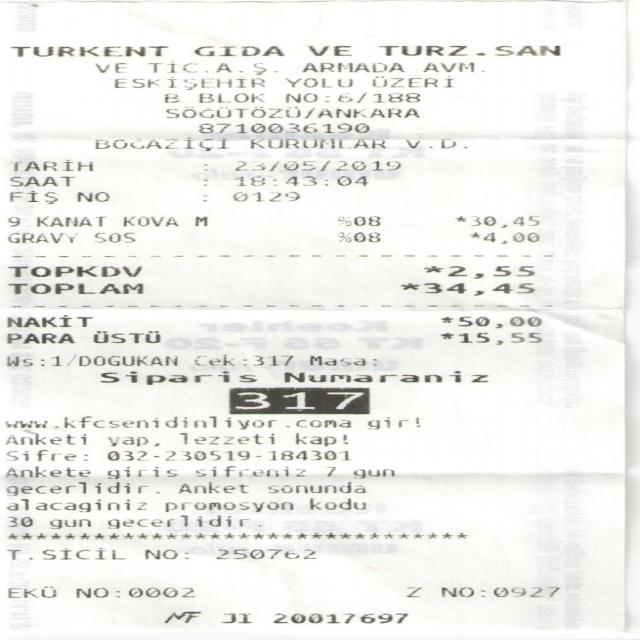 TURKENT GIDA VE TURZ.SAN
VE TİC.A.Ş. ARMADA AVM.
ESKİŞEHİR YOLU ÜZERİ
B BLOK NO:6/188
SÖĞÜTÖZÜ/ANKARA
8710036190
BOĞAZİÇİ KURUMLAR V.D.
TARİH : 23/05/2019
SAAT : 18:43:04
FİŞ NO : 0129
9 KANAT KOVA M %08 *30,45
GRAVY SOS %08 *4,00
TOPKDV *2,55
TOPLAM *34,45
NAKİT *50,00
PARA ÜSTÜ *15,55
Ws:1/DOGUKAN Cek:317 Masa:
Siparis Numaraniz
317
www.kfcsenidinliyor.coma gir!
Anketi yap, lezzeti kap!
Sifre: 032-230519-184301
Ankete giris sifreniz 7 gun
gecerlidir. Anket sonunda
alacaginiz promosyon kodu
30 gun gecerlidir.
**********************************
T.SİCİL NO: 250762
EKÜ NO:0002 Z NO:0927
MF JI 20017697